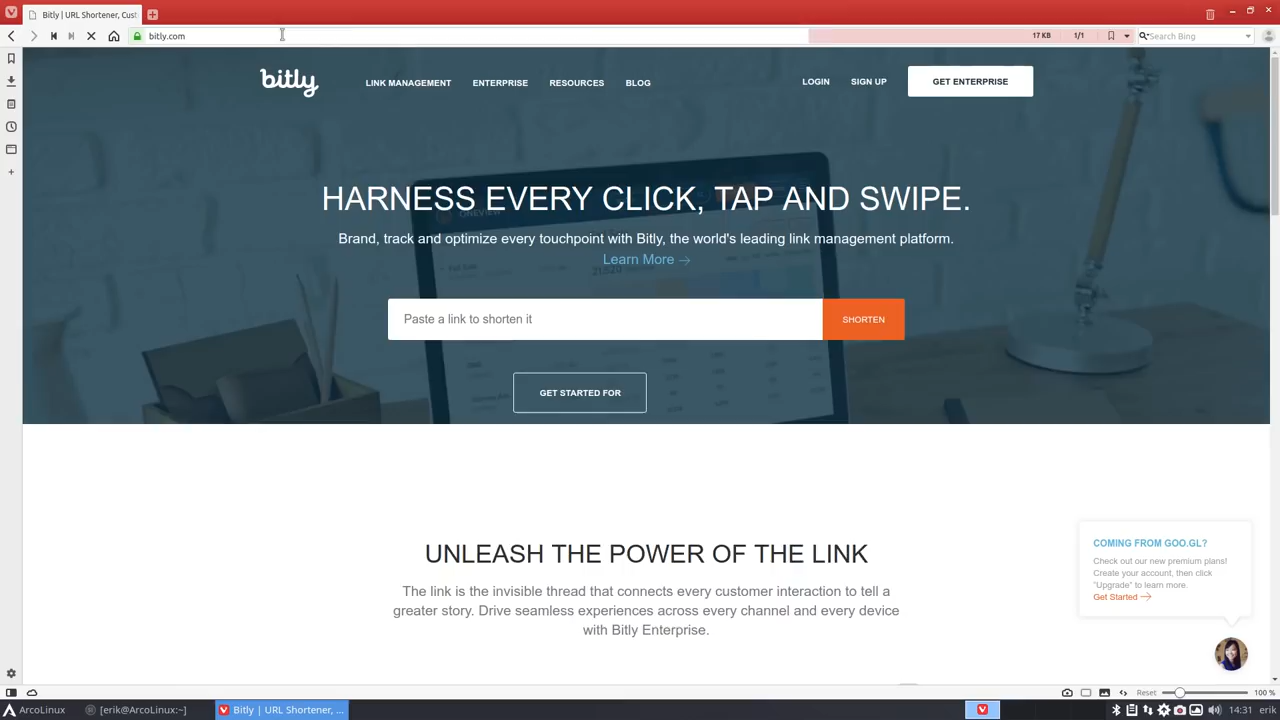 Bitly | URL Shortener, Cust
bitly.com
17 KB
1/1
Search Bing
bitly
LINK MANAGEMENT
ENTERPRISE
RESOURCES
BLOG
LOGIN
SIGN UP
GET ENTERPRISE
HARNESS EVERY CLICK, TAP AND SWIPE.
Brand, track and optimize every touchpoint with Bitly, the world's leading link management platform.
Learn More
Paste a link to shorten it
SHORTEN
GET STARTED FOR
UNLEASH THE POWER OF THE LINK
The link is the invisible thread that connects every customer interaction to tell a
greater story. Drive seamless experiences across every channel and every device
with Bitly Enterprise.
COMING FROM GOO.GL?
Check out our new premium plans!
Create your account, then click
"Upgrade" to learn more.
Get Started
Reset
100 %
ArcoLinux
[erik@ArcoLinux:~]
Bitly | URL Shortener, ...
14:31
erik